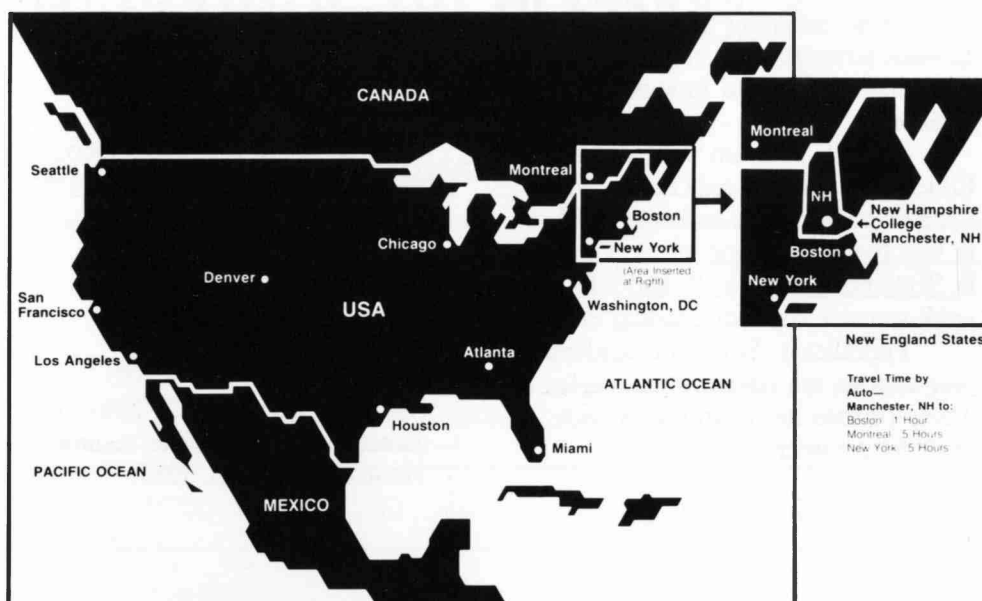 CANADA
Seattle
Montreal
Boston
Chicago
New York
(Area Inserted
at Right)
Denver
San
Francisco
USA
Washington, DC
Los Angeles
Atlanta
ATLANTIC OCEAN
Houston
Miami
PACIFIC OCEAN
MEXICO
Montreal
NH
New Hampshire
College
Manchester, NH
Boston
New York
New England States
Travel Time by
Auto—
Manchester, NH to:
Boston 1 Hour
Montreal 5 Hours
New York 5 Hours